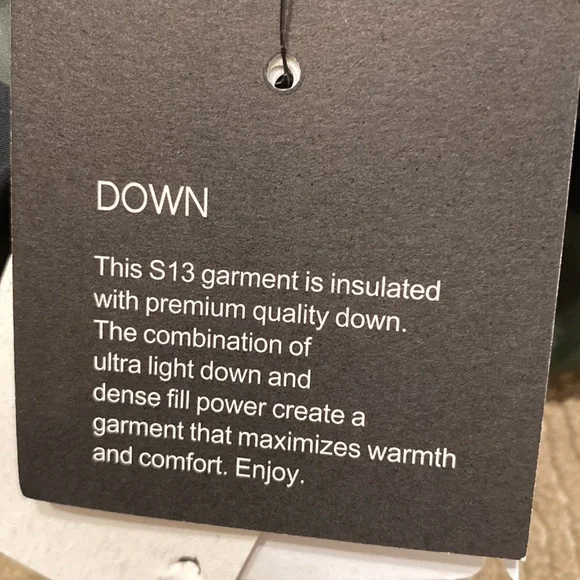 DOWN
This S13 garment is insulated
with premium quality down.
The combination of
ultra light down and
dense fill power create a
garment that maximizes warmth
and comfort. Enjoy.